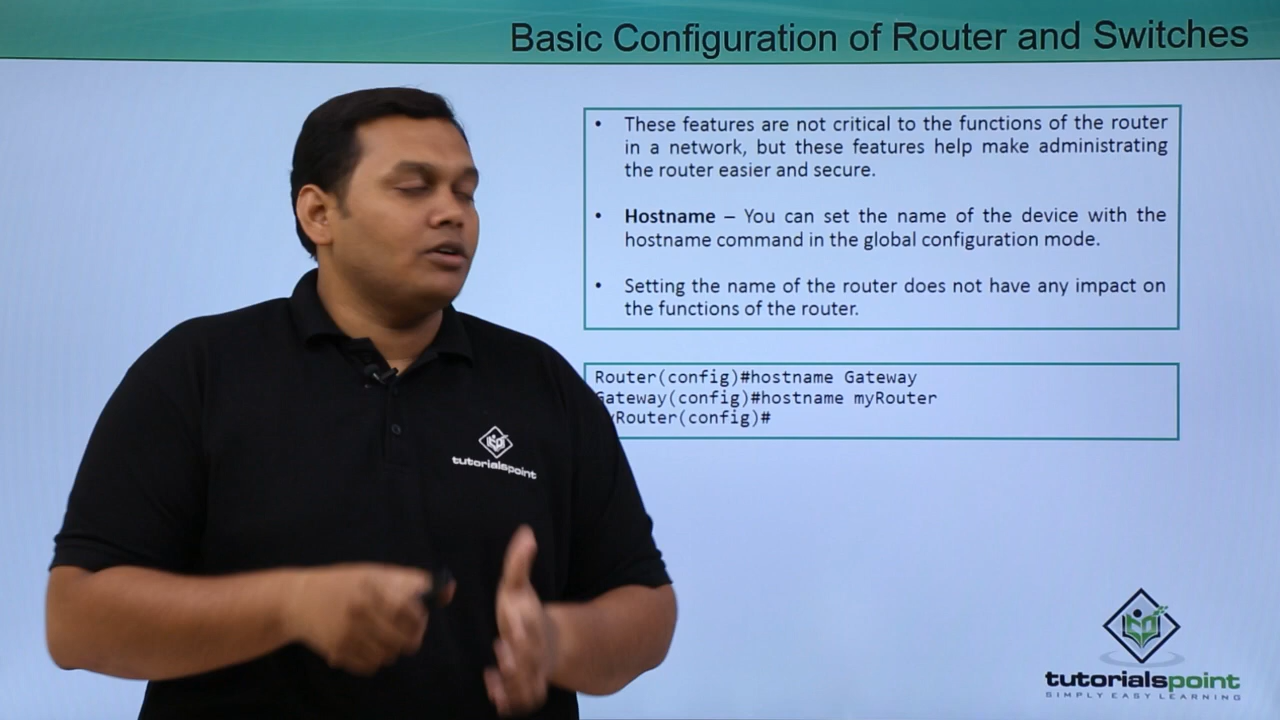 Basic Configuration of Router and Switches
• These features are not critical to the functions of the router
in a network, but these features help make administrating
the router easier and secure.
• Hostname – You can set the name of the device with the
hostname command in the global configuration mode.
• Setting the name of the router does not have any impact on
the functions of the router.
Router(config)#hostname Gateway
Gateway(config)#hostname myRouter
yRouter(config)#
tutorialspoint
tutorialspoint
SIMPLY EASY LEARNING